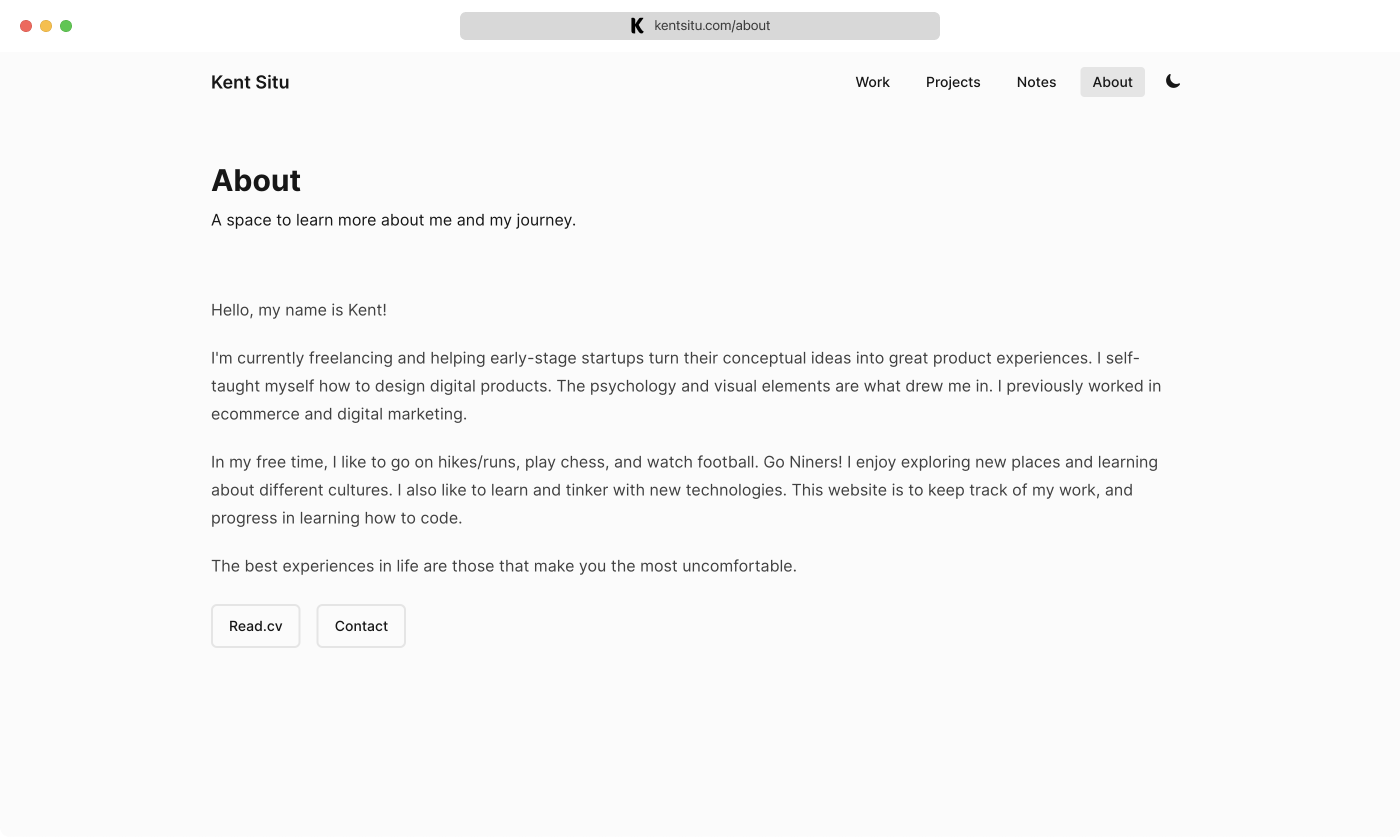 K kentsitu.com/about
Kent Situ
Work Projects Notes About
About
A space to learn more about me and my journey.
Hello, my name is Kent!
I'm currently freelancing and helping early-stage startups turn their conceptual ideas into great product experiences. I self-
taught myself how to design digital products. The psychology and visual elements are what drew me in. I previously worked in
ecommerce and digital marketing.
In my free time, I like to go on hikes/runs, play chess, and watch football. Go Niners! I enjoy exploring new places and learning
about different cultures. I also like to learn and tinker with new technologies. This website is to keep track of my work, and
progress in learning how to code.
The best experiences in life are those that make you the most uncomfortable.
Read.cv Contact